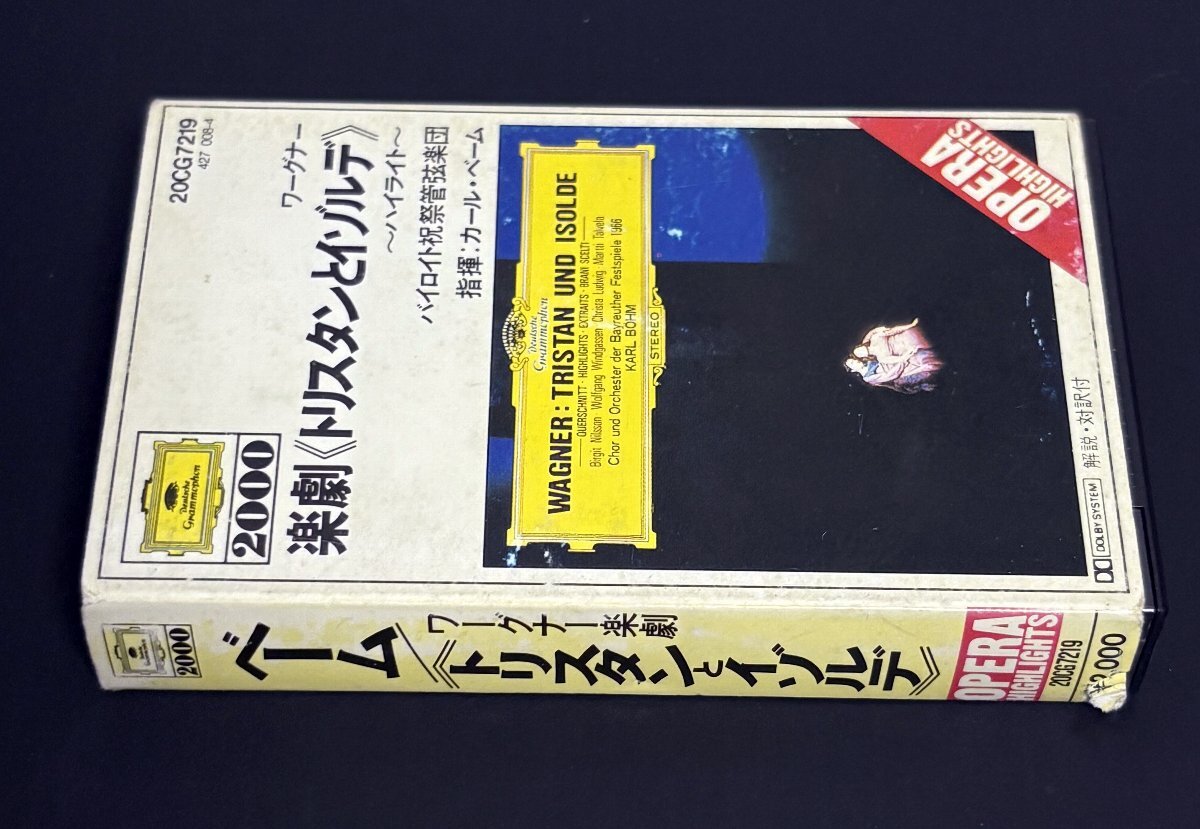 20CG7219
427 008-4
ワーグナー
楽劇《トリスタンとイゾルデ》
〜ハイライト〜
バイロイト祝祭管弦楽団
指揮:カール・ベーム
Deutsche
Grammophon
2000
OPERA
HIGHLIGHTS
Deutsche
Grammophon
WAGNER: TRISTAN UND ISOLDE
QUERSCHNITT · HIGHLIGHTS · EXTRAITS · BRANI SCELTI
Birgit Nilsson Wolfgang Windgassen Christa Ludwig Martti Talvela
Chor und Orchester der Bayreuther Festspiele 1966
KARL BÖHM
STEREO
DOLBY SYSTEM
解説・対訳付
2000
ベーム
ワーグナー楽劇
《トリスタンとイゾルデ》
OPERA
HIGHLIGHTS
20CG7219
¥2,000